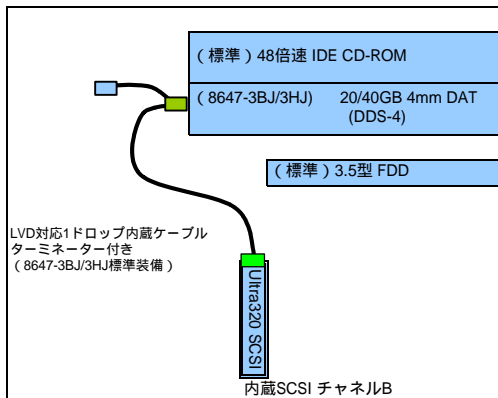 （標準）48倍速 IDE CD-ROM
（8647-3BJ/3HJ) 20/40GB 4mm DAT
(DDS-4)
（標準）3.5型 FDD
LVD対応1ドロップ内蔵ケーブル
ターミネーター付き
（8647-3BJ/3HJ標準装備）
Ultra320 SCSI
内蔵SCSI チャネルB